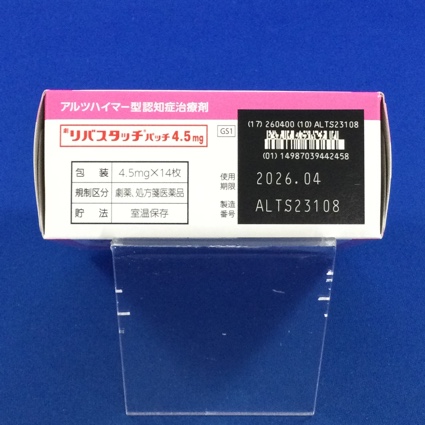 アルツハイマー型認知症治療剤
劇 リバスタッチ®パッチ4.5mg
GS1
包装 4.5mg×14枚
規制区分 劇薬、処方箋医薬品
貯法 室温保存
(17) 260400 (10) ALTS23108
(01) 14987039442458
使用期限 2026.04
製造番号 ALTS23108